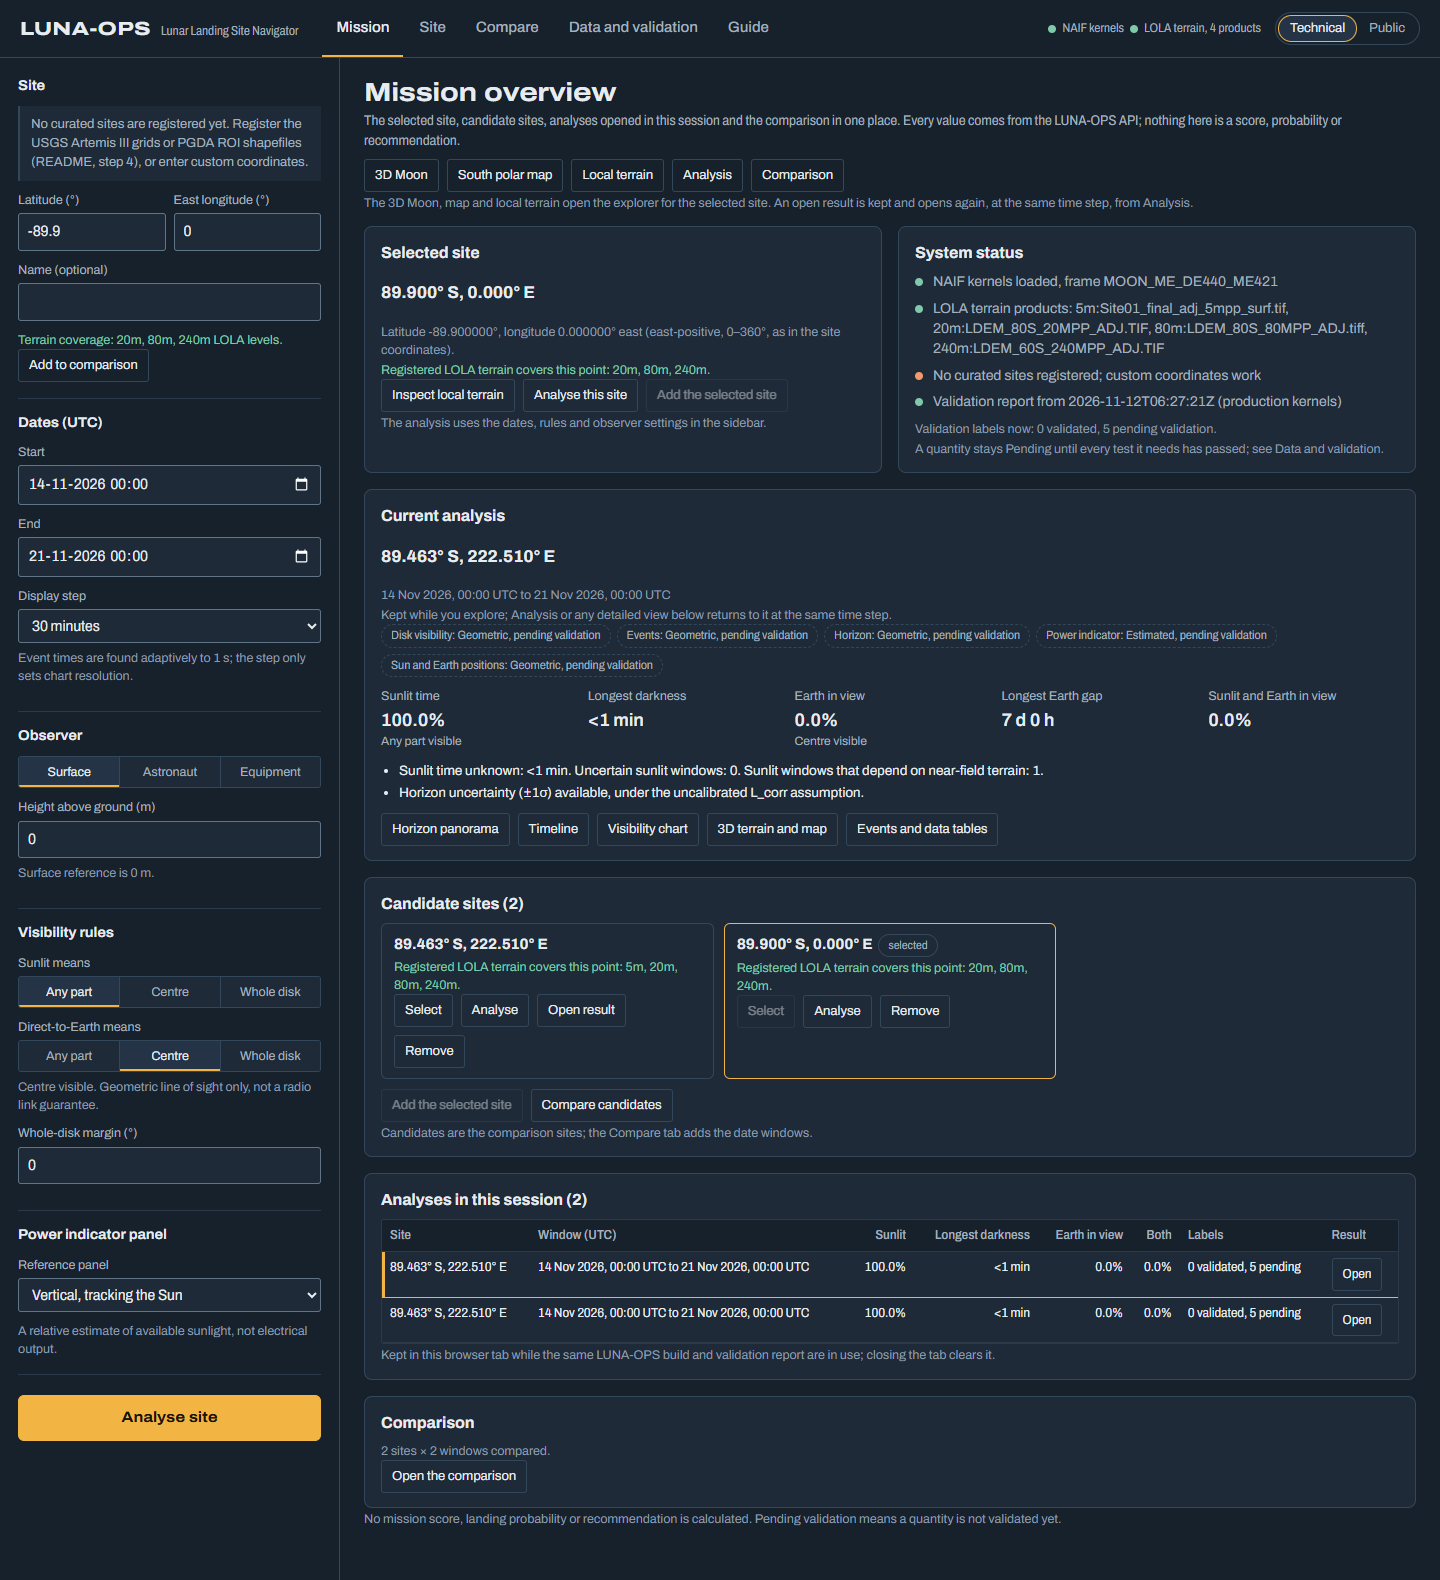 LUNA-OPS Lunar Landing Site Navigator
Mission Site Compare Data and validation Guide
NAIF kernels LOLA terrain, 4 products
Technical Public
Site
No curated sites are registered yet. Register the
USGS Artemis III grids or PGDA ROI shapefiles
(README, step 4), or enter custom coordinates.
Latitude (°) East longitude (°)
-89.9 0
Name (optional)
Terrain coverage: 20m, 80m, 240m LOLA levels.
Add to comparison
Dates (UTC)
Start
14-11-2026 00:00
End
21-11-2026 00:00
Display step
30 minutes
Event times are found adaptively to 1 s; the step only
sets chart resolution.
Observer
Surface Astronaut Equipment
Height above ground (m)
0
Surface reference is 0 m.
Visibility rules
Sunlit means
Any part Centre Whole disk
Direct-to-Earth means
Any part Centre Whole disk
Centre visible. Geometric line of sight only, not a radio
link guarantee.
Whole-disk margin (°)
0
Power indicator panel
Reference panel
Vertical, tracking the Sun
A relative estimate of available sunlight, not electrical
output.
Analyse site
Mission overview
The selected site, candidate sites, analyses opened in this session and the comparison in one place. Every value comes from the LUNA-OPS API; nothing here is a score, probability or
recommendation.
3D Moon South polar map Local terrain Analysis Comparison
The 3D Moon, map and local terrain open the explorer for the selected site. An open result is kept and opens again, at the same time step, from Analysis.
Selected site
89.900° S, 0.000° E
Latitude -89.900000°, longitude 0.000000° east (east-positive, 0–360°, as in the site
coordinates).
Registered LOLA terrain covers this point: 20m, 80m, 240m.
Inspect local terrain Analyse this site Add the selected site
The analysis uses the dates, rules and observer settings in the sidebar.
System status
NAIF kernels loaded, frame MOON_ME_DE440_ME421
LOLA terrain products: 5m:Site01_final_adj_5mpp_surf.tif,
20m:LDEM_80S_20MPP_ADJ.TIF, 80m:LDEM_80S_80MPP_ADJ.tiff,
240m:LDEM_60S_240MPP_ADJ.TIF
No curated sites registered; custom coordinates work
Validation report from 2026-11-12T06:27:21Z (production kernels)
Validation labels now: 0 validated, 5 pending validation.
A quantity stays Pending until every test it needs has passed; see Data and validation.
Current analysis
89.463° S, 222.510° E
14 Nov 2026, 00:00 UTC to 21 Nov 2026, 00:00 UTC
Kept while you explore; Analysis or any detailed view below returns to it at the same time step.
Disk visibility: Geometric, pending validation Events: Geometric, pending validation Horizon: Geometric, pending validation Power indicator: Estimated, pending validation
Sun and Earth positions: Geometric, pending validation
Sunlit time Longest darkness Earth in view Longest Earth gap Sunlit and Earth in view
100.0% <1 min 0.0% 7 d 0 h 0.0%
Any part visible Centre visible
• Sunlit time unknown: <1 min. Uncertain sunlit windows: 0. Sunlit windows that depend on near-field terrain: 1.
• Horizon uncertainty (±1σ) available, under the uncalibrated L_corr assumption.
Horizon panorama Timeline Visibility chart 3D terrain and map Events and data tables
Candidate sites (2)
89.463° S, 222.510° E
Registered LOLA terrain covers this point: 5m, 20m,
80m, 240m.
Select Analyse Open result
Remove
89.900° S, 0.000° E selected
Registered LOLA terrain covers this point: 20m, 80m,
240m.
Select Analyse Remove
Add the selected site Compare candidates
Candidates are the comparison sites; the Compare tab adds the date windows.
Analyses in this session (2)
Site Window (UTC) Sunlit Longest darkness Earth in view Both Labels Result
89.463° S, 222.510° E 14 Nov 2026, 00:00 UTC to 21 Nov 2026, 00:00 UTC 100.0% <1 min 0.0% 0.0% 0 validated, 5 pending Open
89.463° S, 222.510° E 14 Nov 2026, 00:00 UTC to 21 Nov 2026, 00:00 UTC 100.0% <1 min 0.0% 0.0% 0 validated, 5 pending Open
Kept in this browser tab while the same LUNA-OPS build and validation report are in use; closing the tab clears it.
Comparison
2 sites × 2 windows compared.
Open the comparison
No mission score, landing probability or recommendation is calculated. Pending validation means a quantity is not validated yet.